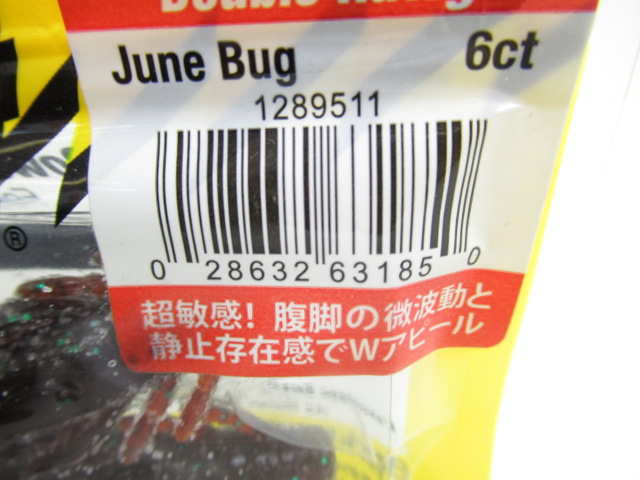 Double
June Bug 6ct
1289511
0 28632 63185 0
®
超敏感! 腹脚の微波動と
静止存在感でWアピール